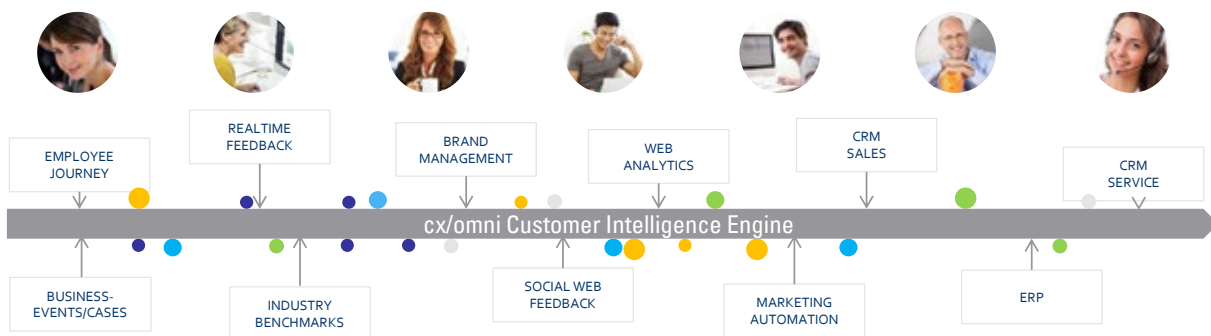 REALTIME
FEEDBACK
BRAND
MANAGEMENT
WEB
ANALYTICS
CRM
SALES
EMPLOYEE
JOURNEY
CRM
SERVICE
cx/omni Customer Intelligence Engine
BUSINESS-
EVENTS/CASES
INDUSTRY
BENCHMARKS
SOCIAL WEB
FEEDBACK
MARKETING
AUTOMATION
ERP